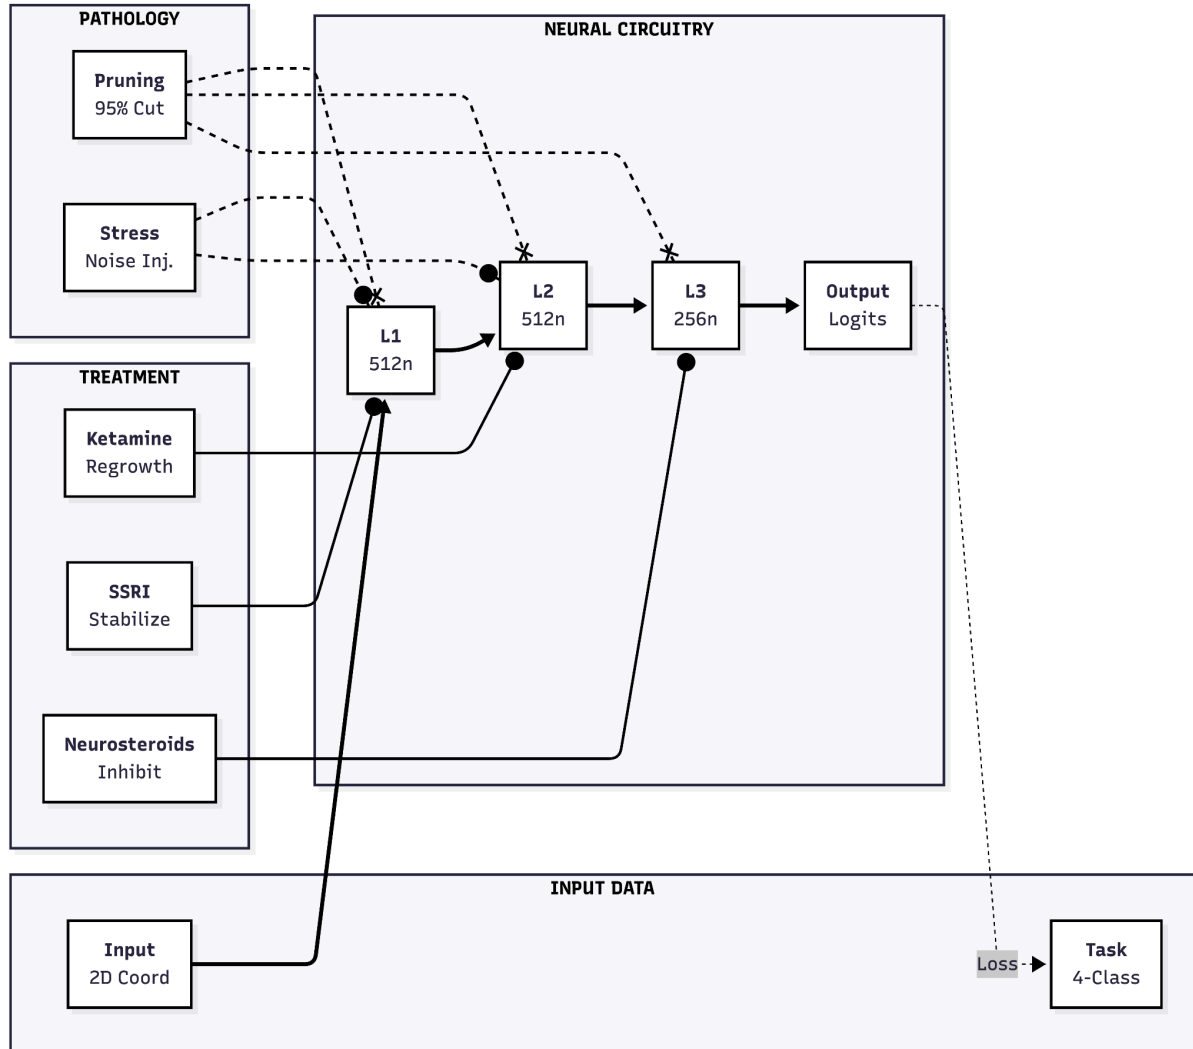 PATHOLOGY
Pruning
95% Cut
Stress
Noise Inj.
NEURAL CIRCUITRY
L1
512n
L2
512n
L3
256n
Output
Logits
TREATMENT
Ketamine
Regrowth
SSRI
Stabilize
Neurosteroids
Inhibit
INPUT DATA
Input
2D Coord
Loss
Task
4-Class